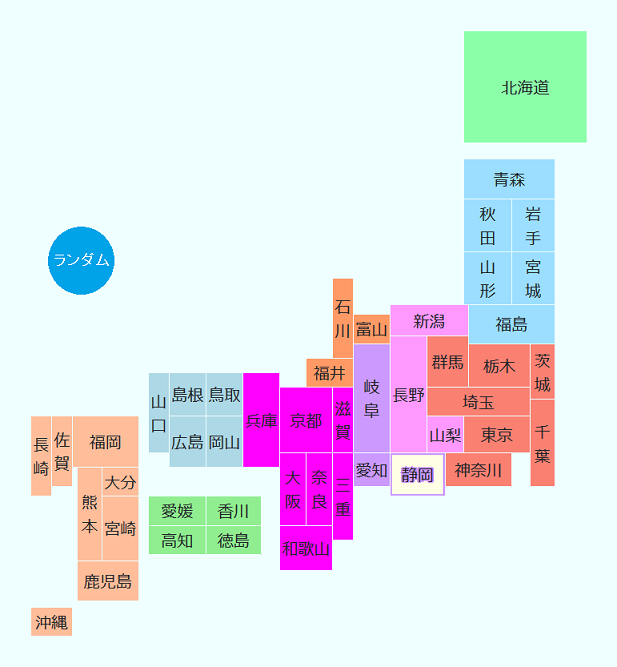 北海道
青森
秋田
岩手
山形
宮城
ランダム
石川
富山
新潟
福島
福井
岐阜
長野
群馬
栃木
茨城
山口
島根
鳥取
兵庫
京都
滋賀
埼玉
千葉
広島
岡山
山梨
東京
長崎
佐賀
福岡
大阪
奈良
三重
愛知
静岡
神奈川
熊本
大分
宮崎
愛媛
香川
高知
徳島
和歌山
鹿児島
沖縄